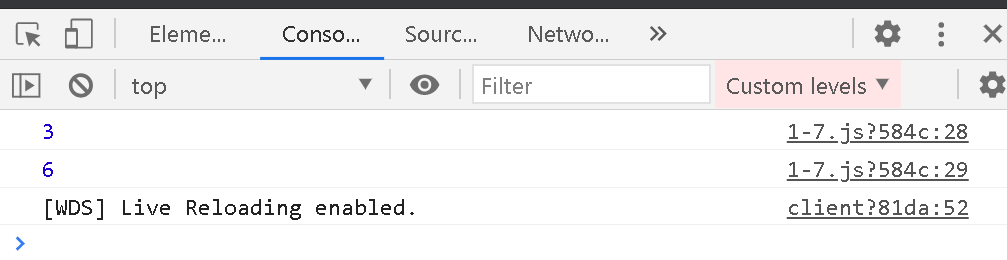 Eleme... Conso... Sourc... Netwo...
top Filter Custom levels
3 1-7.js?584c:28
6 1-7.js?584c:29
[WDS] Live Reloading enabled. client?81da:52